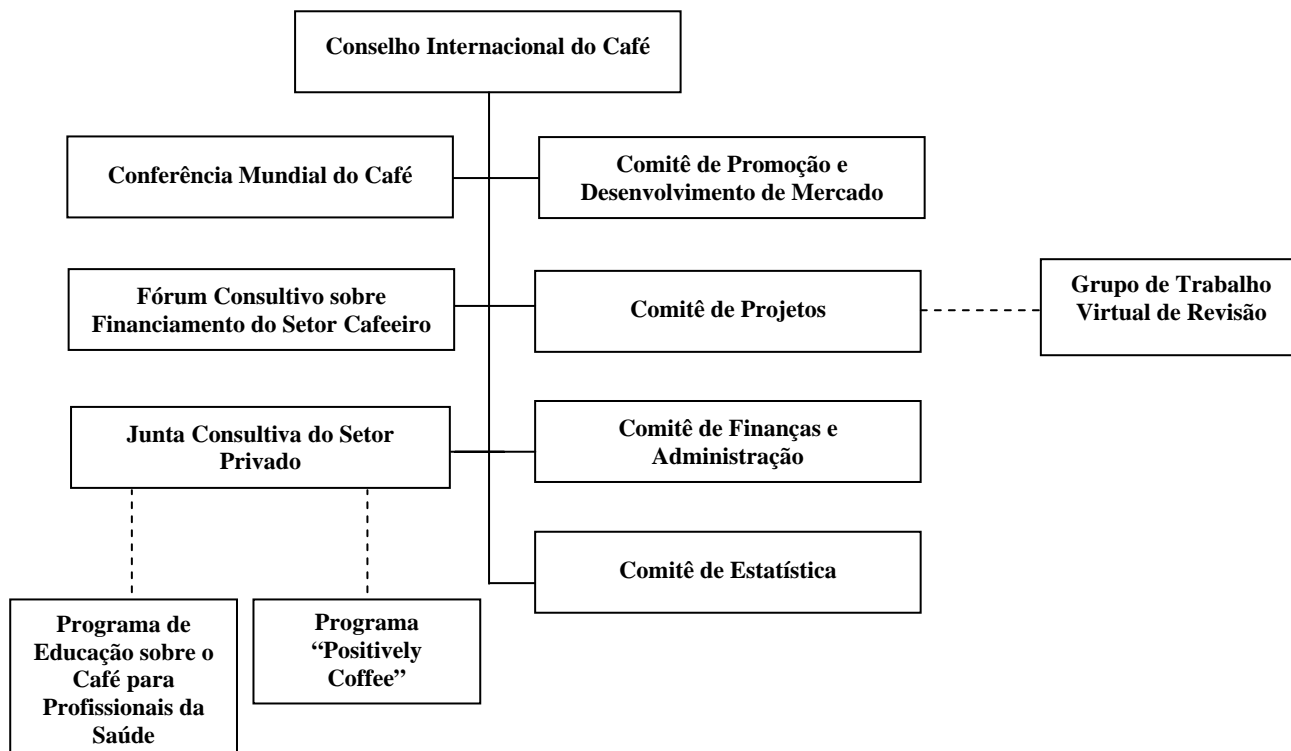 Conselho Internacional do Café
Conferência Mundial do Café
Comitê de Promoção e
Desenvolvimento de Mercado
Fórum Consultivo sobre
Financiamento do Setor Cafeeiro
Comitê de Projetos
Grupo de Trabalho
Virtual de Revisão
Junta Consultiva do Setor
Privado
Comitê de Finanças e
Administração
Comitê de Estatística
Programa de
Educação sobre o
Café para
Profissionais da
Saúde
Programa
“Positively
Coffee”